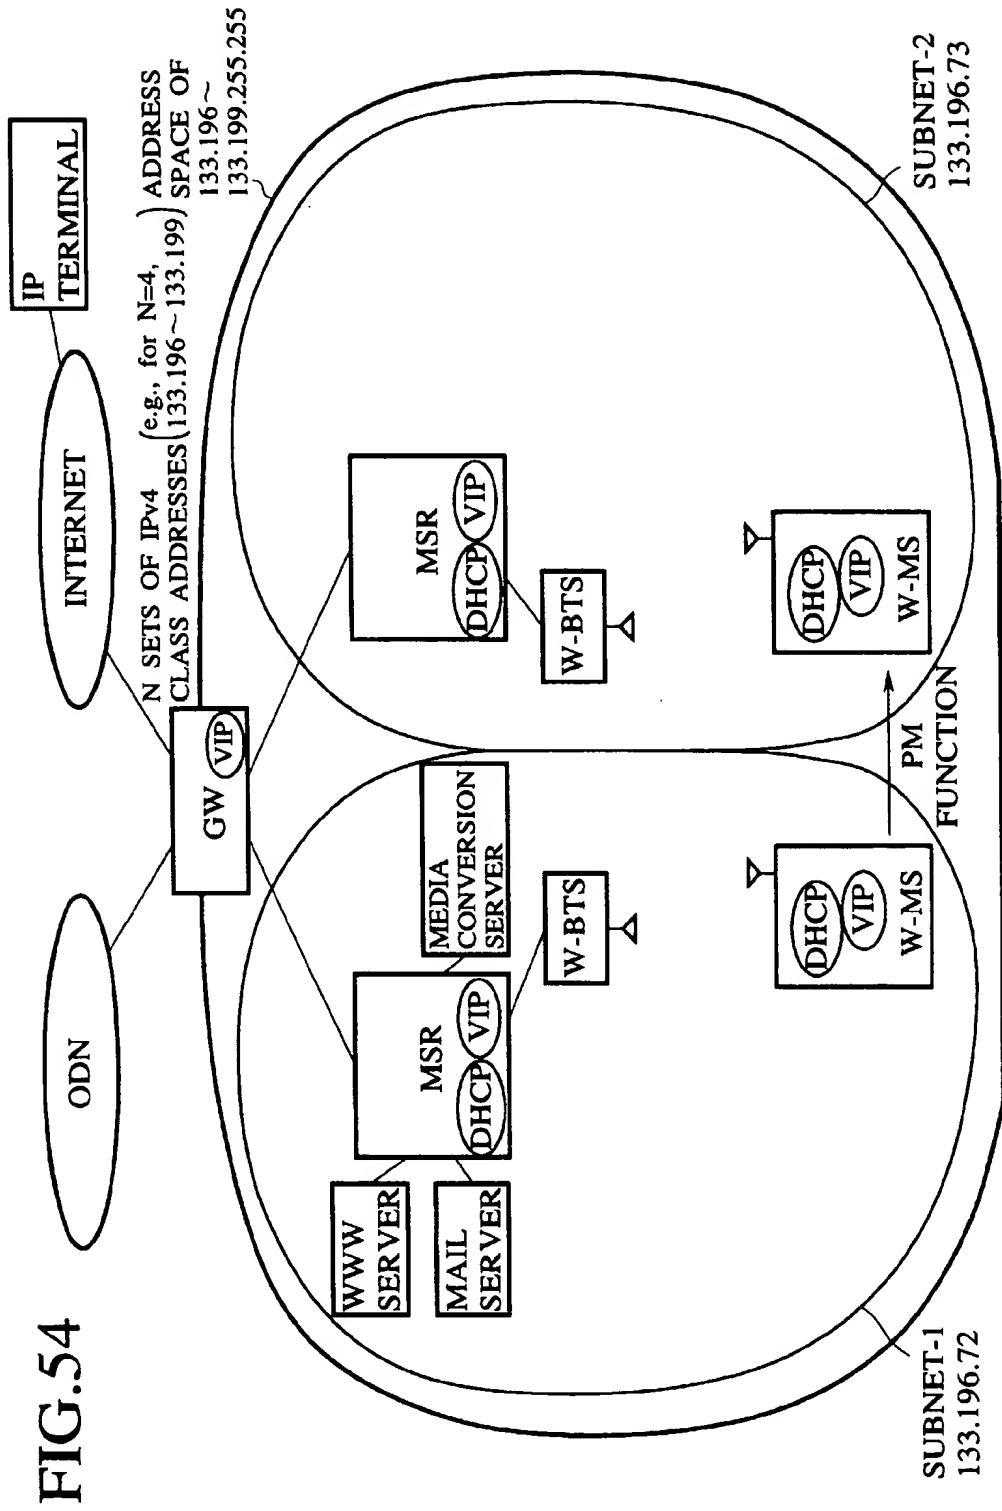 FIG.54
ODN
INTERNET
IP
TERMINAL
GW
VIP
N SETS OF IPv4
CLASS ADDRESSES
(e.g., for N=4,
133.196~133.199)
ADDRESS
SPACE OF
133.196~
133.199.255.255
WWW
SERVER
MAIL
SERVER
MSR
DHCP
VIP
MEDIA
CONVERSION
SERVER
W-BTS
MSR
DHCP
VIP
W-BTS
DHCP
VIP
W-MS
PM
FUNCTION
DHCP
VIP
W-MS
SUBNET-1
133.196.72
SUBNET-2
133.196.73